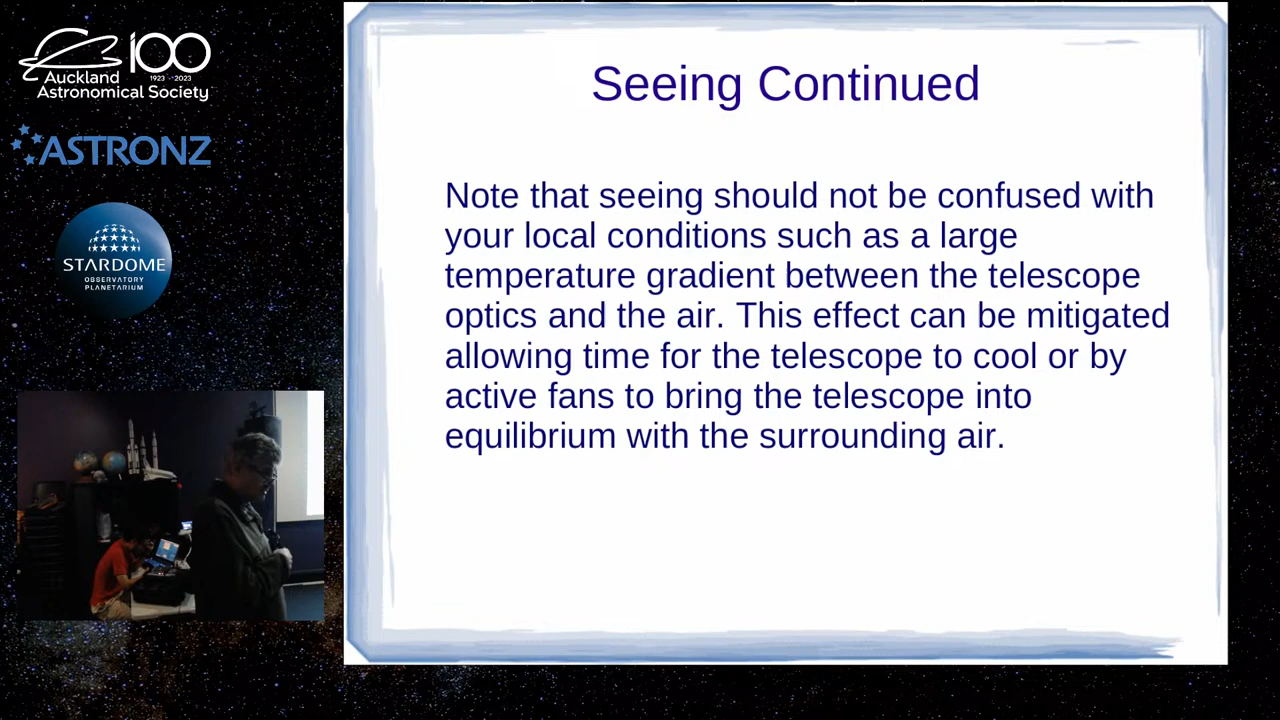 100
1923 - 2023
Auckland
Astronomical Society
ASTRONZ
STARDOME
OBSERVATORY
PLANETARIUM
Seeing Continued
Note that seeing should not be confused with
your local conditions such as a large
temperature gradient between the telescope
optics and the air. This effect can be mitigated
allowing time for the telescope to cool or by
active fans to bring the telescope into
equilibrium with the surrounding air.